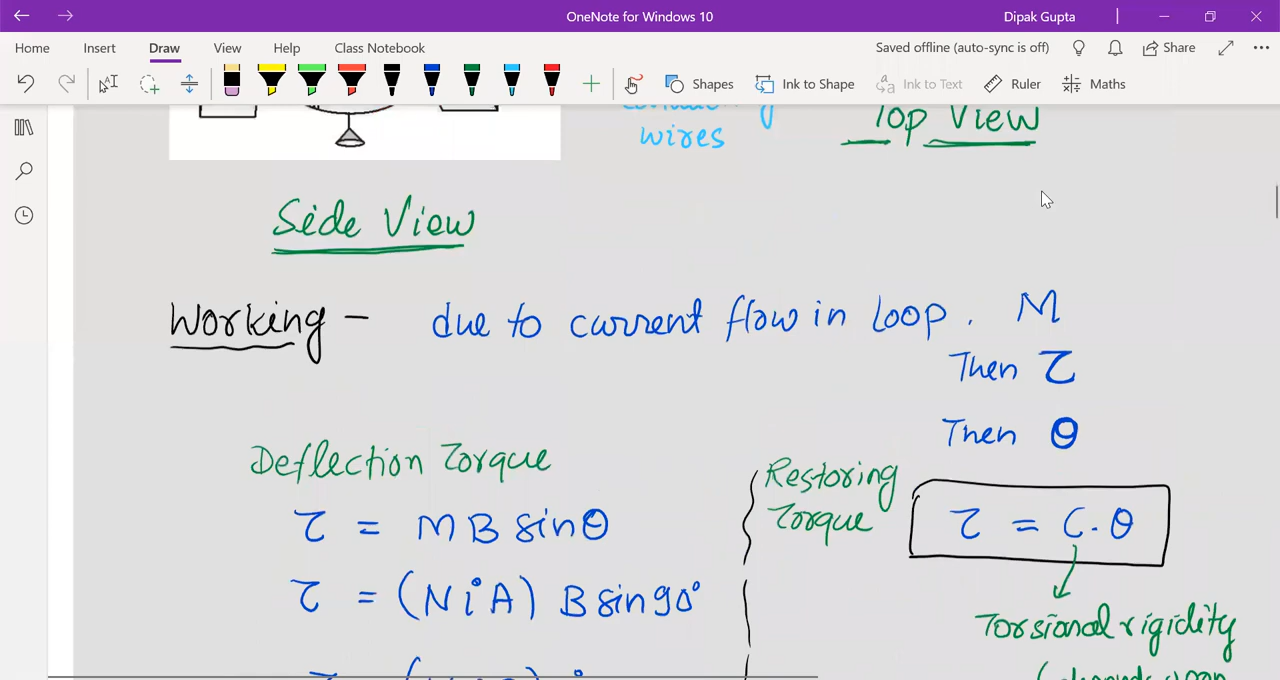 OneNote for Windows 10
Dipak Gupta
Home Insert Draw View Help Class Notebook
Saved offline (auto-sync is off) Share
Shapes Ink to Shape Ink to Text Ruler Maths
wires
Top View
Side View
Working – due to current flow in loop. M
Then τ
Then θ
Deflection Torque
τ = M B sinθ
τ = (N i A) B sin90°
Restoring
Torque
τ = C.θ
Torsional rigidity